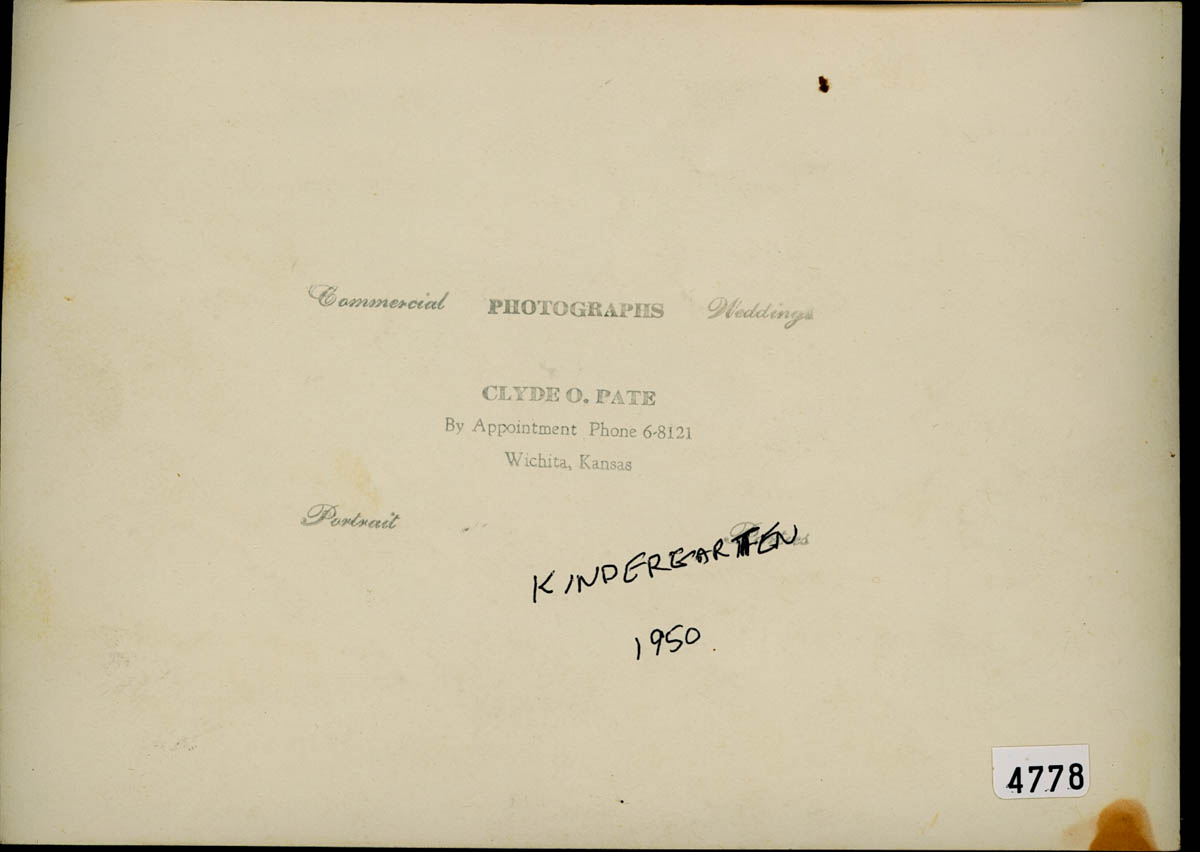 Commercial PHOTOGRAPHS Weddings
CLYDE O. PATE
By Appointment Phone 6-8121
Wichita, Kansas
Portrait
KINDERGARTEN
1950
4778